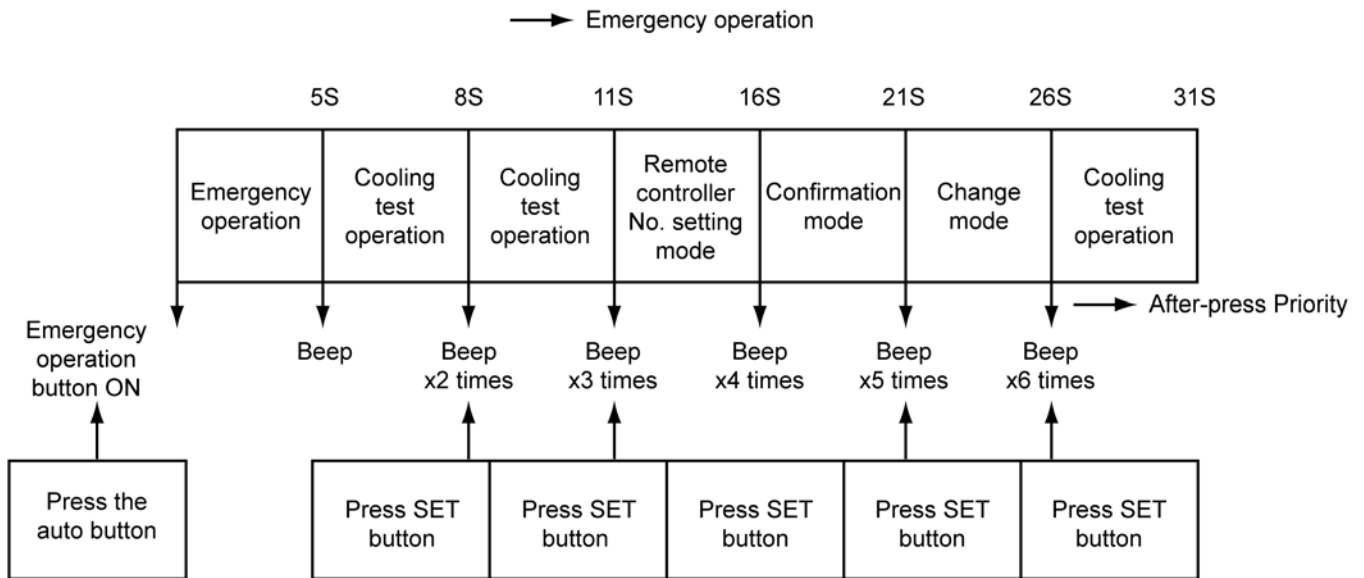 Emergency operation
5S 8S 11S 16S 21S 26S 31S
Emergency
operation
Cooling
test
operation
Cooling
test
operation
Remote
controller
No. setting
mode
Confirmation
mode
Change
mode
Cooling
test
operation
After-press Priority
Emergency
operation
button ON
Beep
Beep
x2 times
Beep
x3 times
Beep
x4 times
Beep
x5 times
Beep
x6 times
Press the
auto button
Press SET
button
Press SET
button
Press SET
button
Press SET
button
Press SET
button